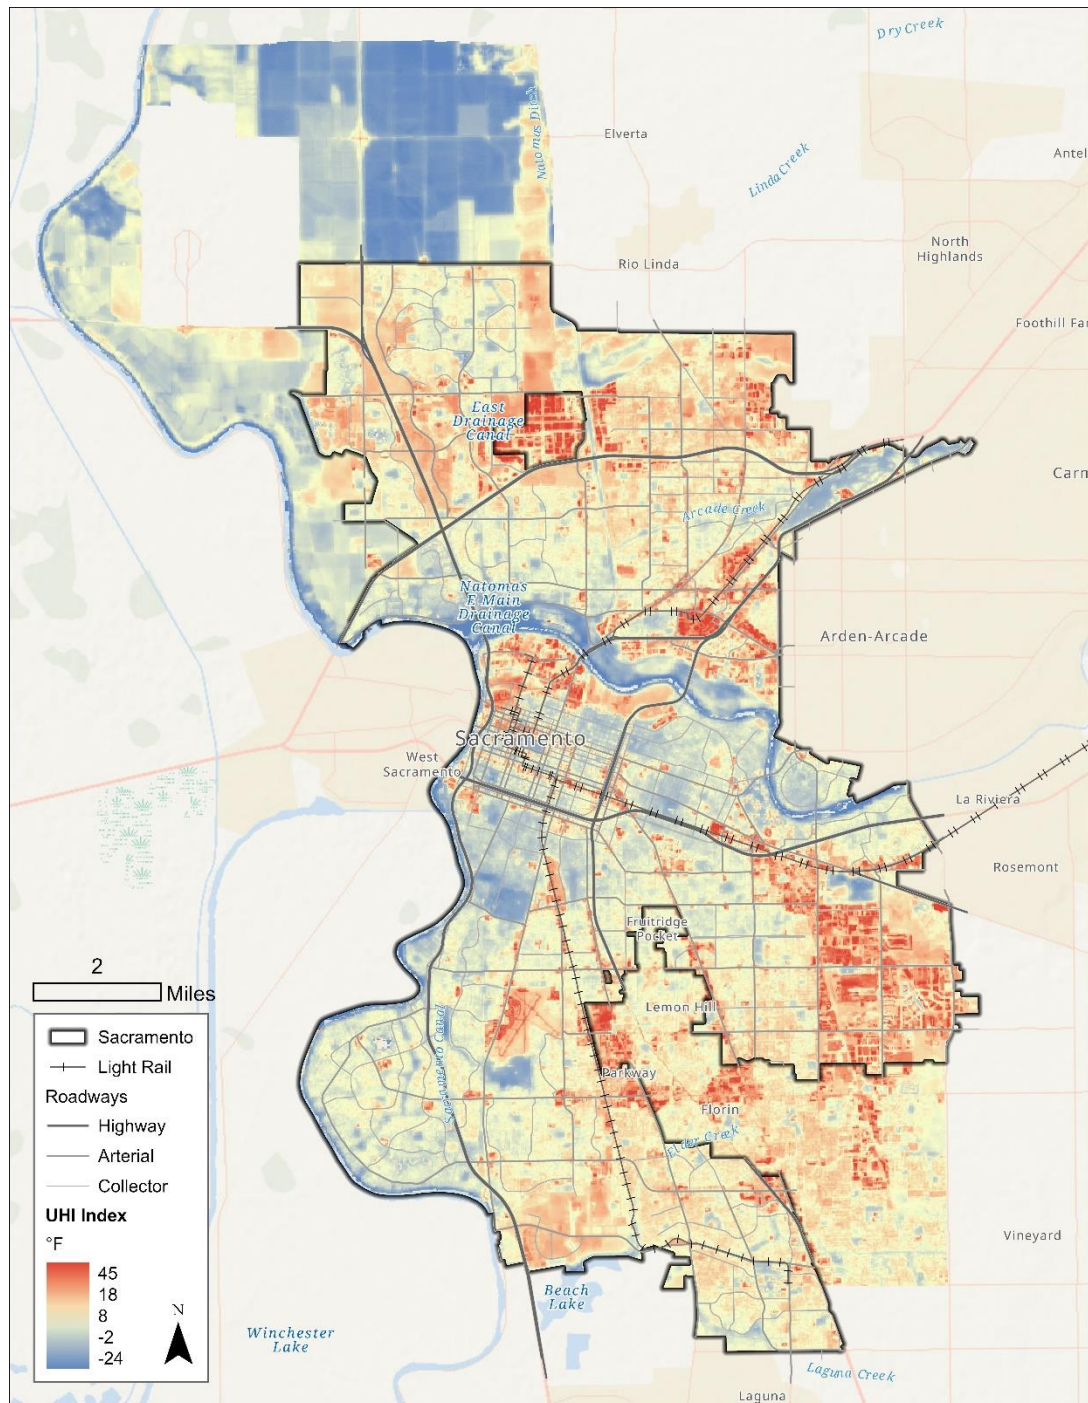 Dry Creek
Elverta
Antel
Natomas Ditch
Linda Creek
North
Highlands
Rio Linda
Foothill Far
East
Drainage
Canal
Carm
Arcade Creek
Natomas
E Main
Drainage
Canal
Arden-Arcade
Sacramento
West
Sacramento
La Riviera
Rosemont
Fruitridge
Pocket
Lemon Hill
Sacramento Canal
Parkway
Florin
Elder Creek
Vineyard
Beach
Lake
Winchester
Lake
Laguna Creek
Laguna
2
Miles
Sacramento
Light Rail
Roadways
Highway
Arterial
Collector
UHI Index
°F
45
18
8
-2
-24
N